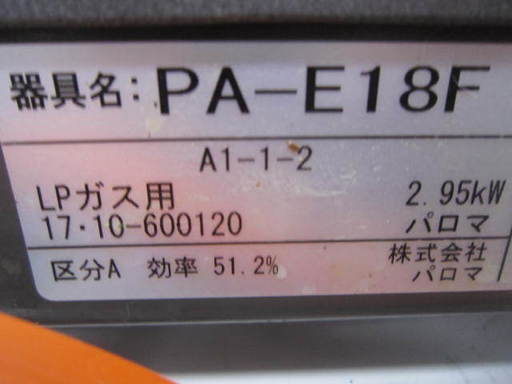 器具名: PA-E18F
A1-1-2
LPガス用 2.95kW
17・10-600120 パロマ
区分A 効率 51.2% 株式会社
パロマ